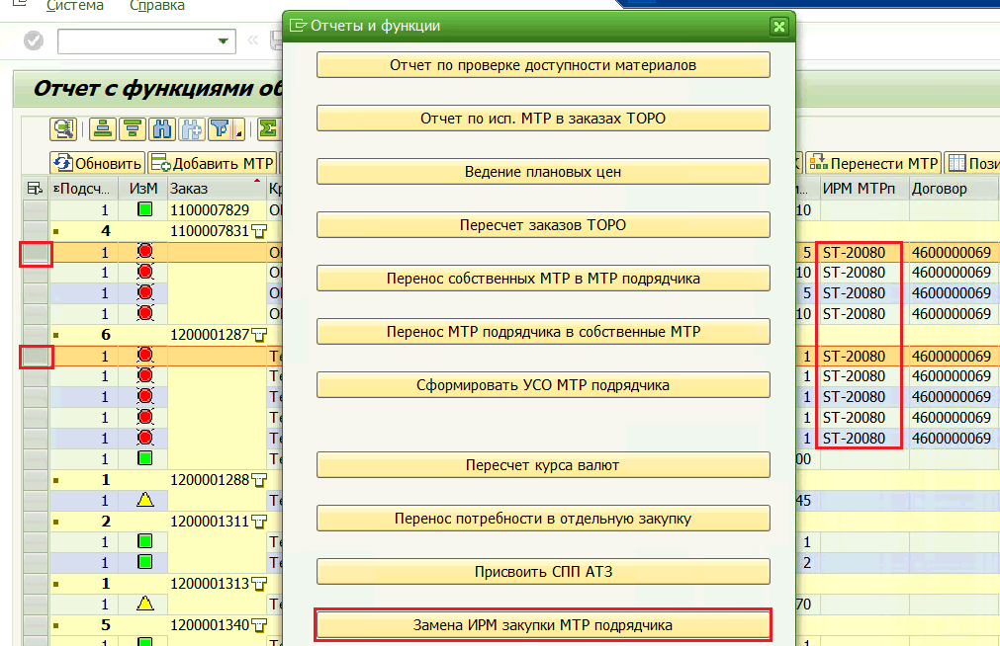 Система Справка
Отчеты и функции
Отчет с функциями об
Отчет по проверке доступности материалов
Отчет по исп. МТР в заказах ТОРО
Ведение плановых цен
Пересчет заказов ТОРО
Перенос собственных МТР в МТР подрядчика
Перенос МТР подрядчика в собственные МТР
Сформировать УСО МТР подрядчика
Пересчет курса валют
Перенос потребности в отдельную закупку
Присвоить СПП АТЗ
Замена ИРМ закупки МТР подрядчика
Обновить Добавить МТР Перенести МТР Пози
Подсч... ИзМ Заказ Кр ИРМ МТРп Договор
1 1100007829 10
4 1100007831
1 5 ST-20080 4600000069
1 10 ST-20080 4600000069
1 5 ST-20080 4600000069
1 10 ST-20080 4600000069
6 1200001287
1 Те 1 ST-20080 4600000069
1 Те 1 ST-20080 4600000069
1 Те 1 ST-20080 4600000069
1 Те 1 ST-20080 4600000069
1 Те 1 ST-20080 4600000069
1 Те 00
1 1200001288
1 Те 45
2 1200001311
1 Те 1
1 Те 2
1 1200001313
1 Те 70
5 1200001340